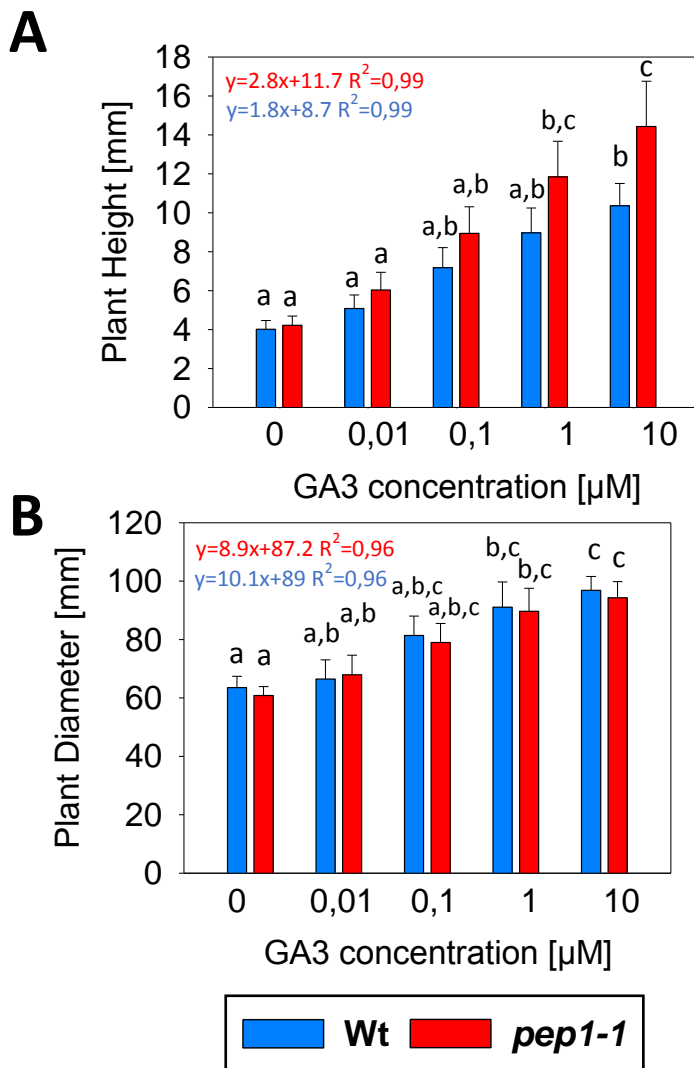 A
Plant Height [mm]
18
16
14
12
10
8
6
4
2
0
y=2.8x+11.7 R²=0,99
y=1.8x+8.7 R²=0,99
a
a
a
a
a,b
a,b
a,b
b,c
b
c
0
0,01
0,1
1
10
GA3 concentration [µM]
B
Plant Diameter [mm]
120
100
80
60
40
20
0
y=8.9x+87.2 R²=0,96
y=10.1x+89 R²=0,96
a
a
a,b
a,b
a,b,c
a,b,c
b,c
b,c
c
c
0
0,01
0,1
1
10
GA3 concentration [µM]
Wt
pep1-1